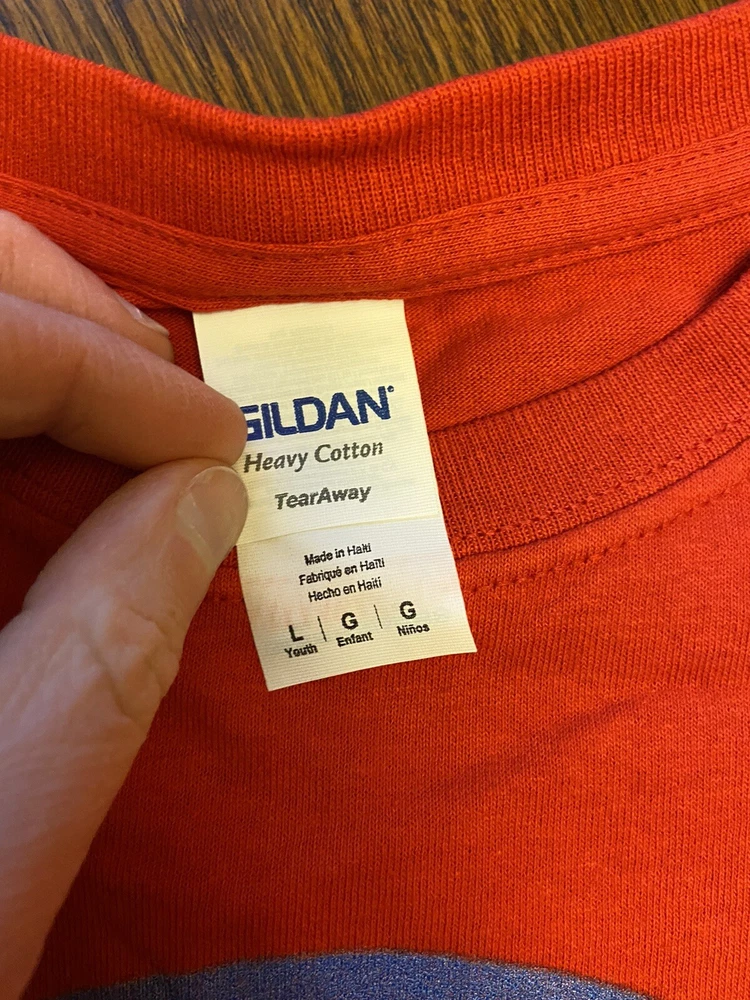 GILDAN®
Heavy Cotton
TearAway
Made in Haiti
Fabriqué en Haïti
Hecho en Haití
L | G | G
Youth Enfant Niños